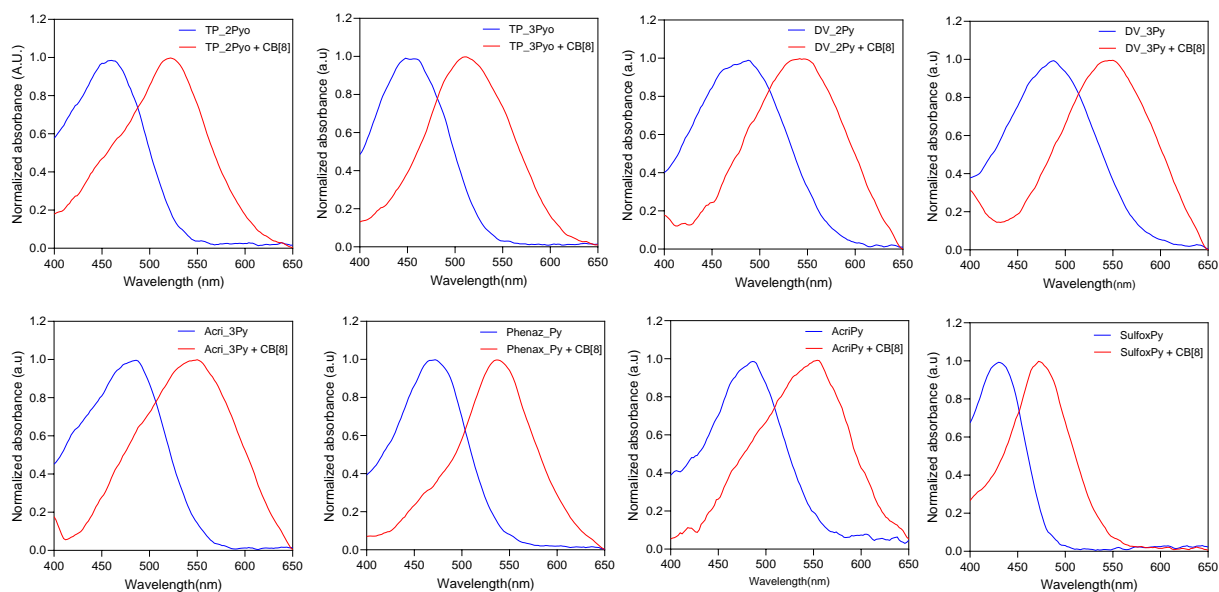 TP_2Pyo
TP_2Pyo + CB[8]
Normalized absorbance (A.U.)
1.2
1.0
0.8
0.6
0.4
0.2
0.0
400 450 500 550 600 650
Wavelength (nm)
TP_3Pyo
TP_3Pyo + CB[8]
Normalized absorbance (a.u)
1.2
1.0
0.8
0.6
0.4
0.2
0.0
400 450 500 550 600 650
Wavelength(nm)
DV_2Py
DV_2Py + CB[8]
Normalized absorbance (a.u)
1.2
1.0
0.8
0.6
0.4
0.2
0.0
400 450 500 550 600 650
Wavelength(nm)
DV_3Py
DV_3Py + CB[8]
Normalized absorbance (a.u)
1.2
1.0
0.8
0.6
0.4
0.2
0.0
400 450 500 550 600 650
Wavelength(nm)
Acri_3Py
Acri_3Py + CB[8]
Normalized absorbance (a.u)
1.2
1.0
0.8
0.6
0.4
0.2
0.0
400 450 500 550 600 650
Wavelength(nm)
Phenaz_Py
Phenax_Py + CB[8]
Normalized absorbance (a.u)
1.2
1.0
0.8
0.6
0.4
0.2
0.0
400 450 500 550 600 650
Wavelength(nm)
AcriPy
AcriPy + CB[8]
Normalized absorbance (a.u)
1.2
1.0
0.8
0.6
0.4
0.2
0.0
400 450 500 550 600 650
Wavelength(nm)
SulfoxPy
SulfoxPy + CB[8]
Normalized absorbance (a.u)
1.2
1.0
0.8
0.6
0.4
0.2
0.0
400 450 500 550 600 650
Wavelength(nm)